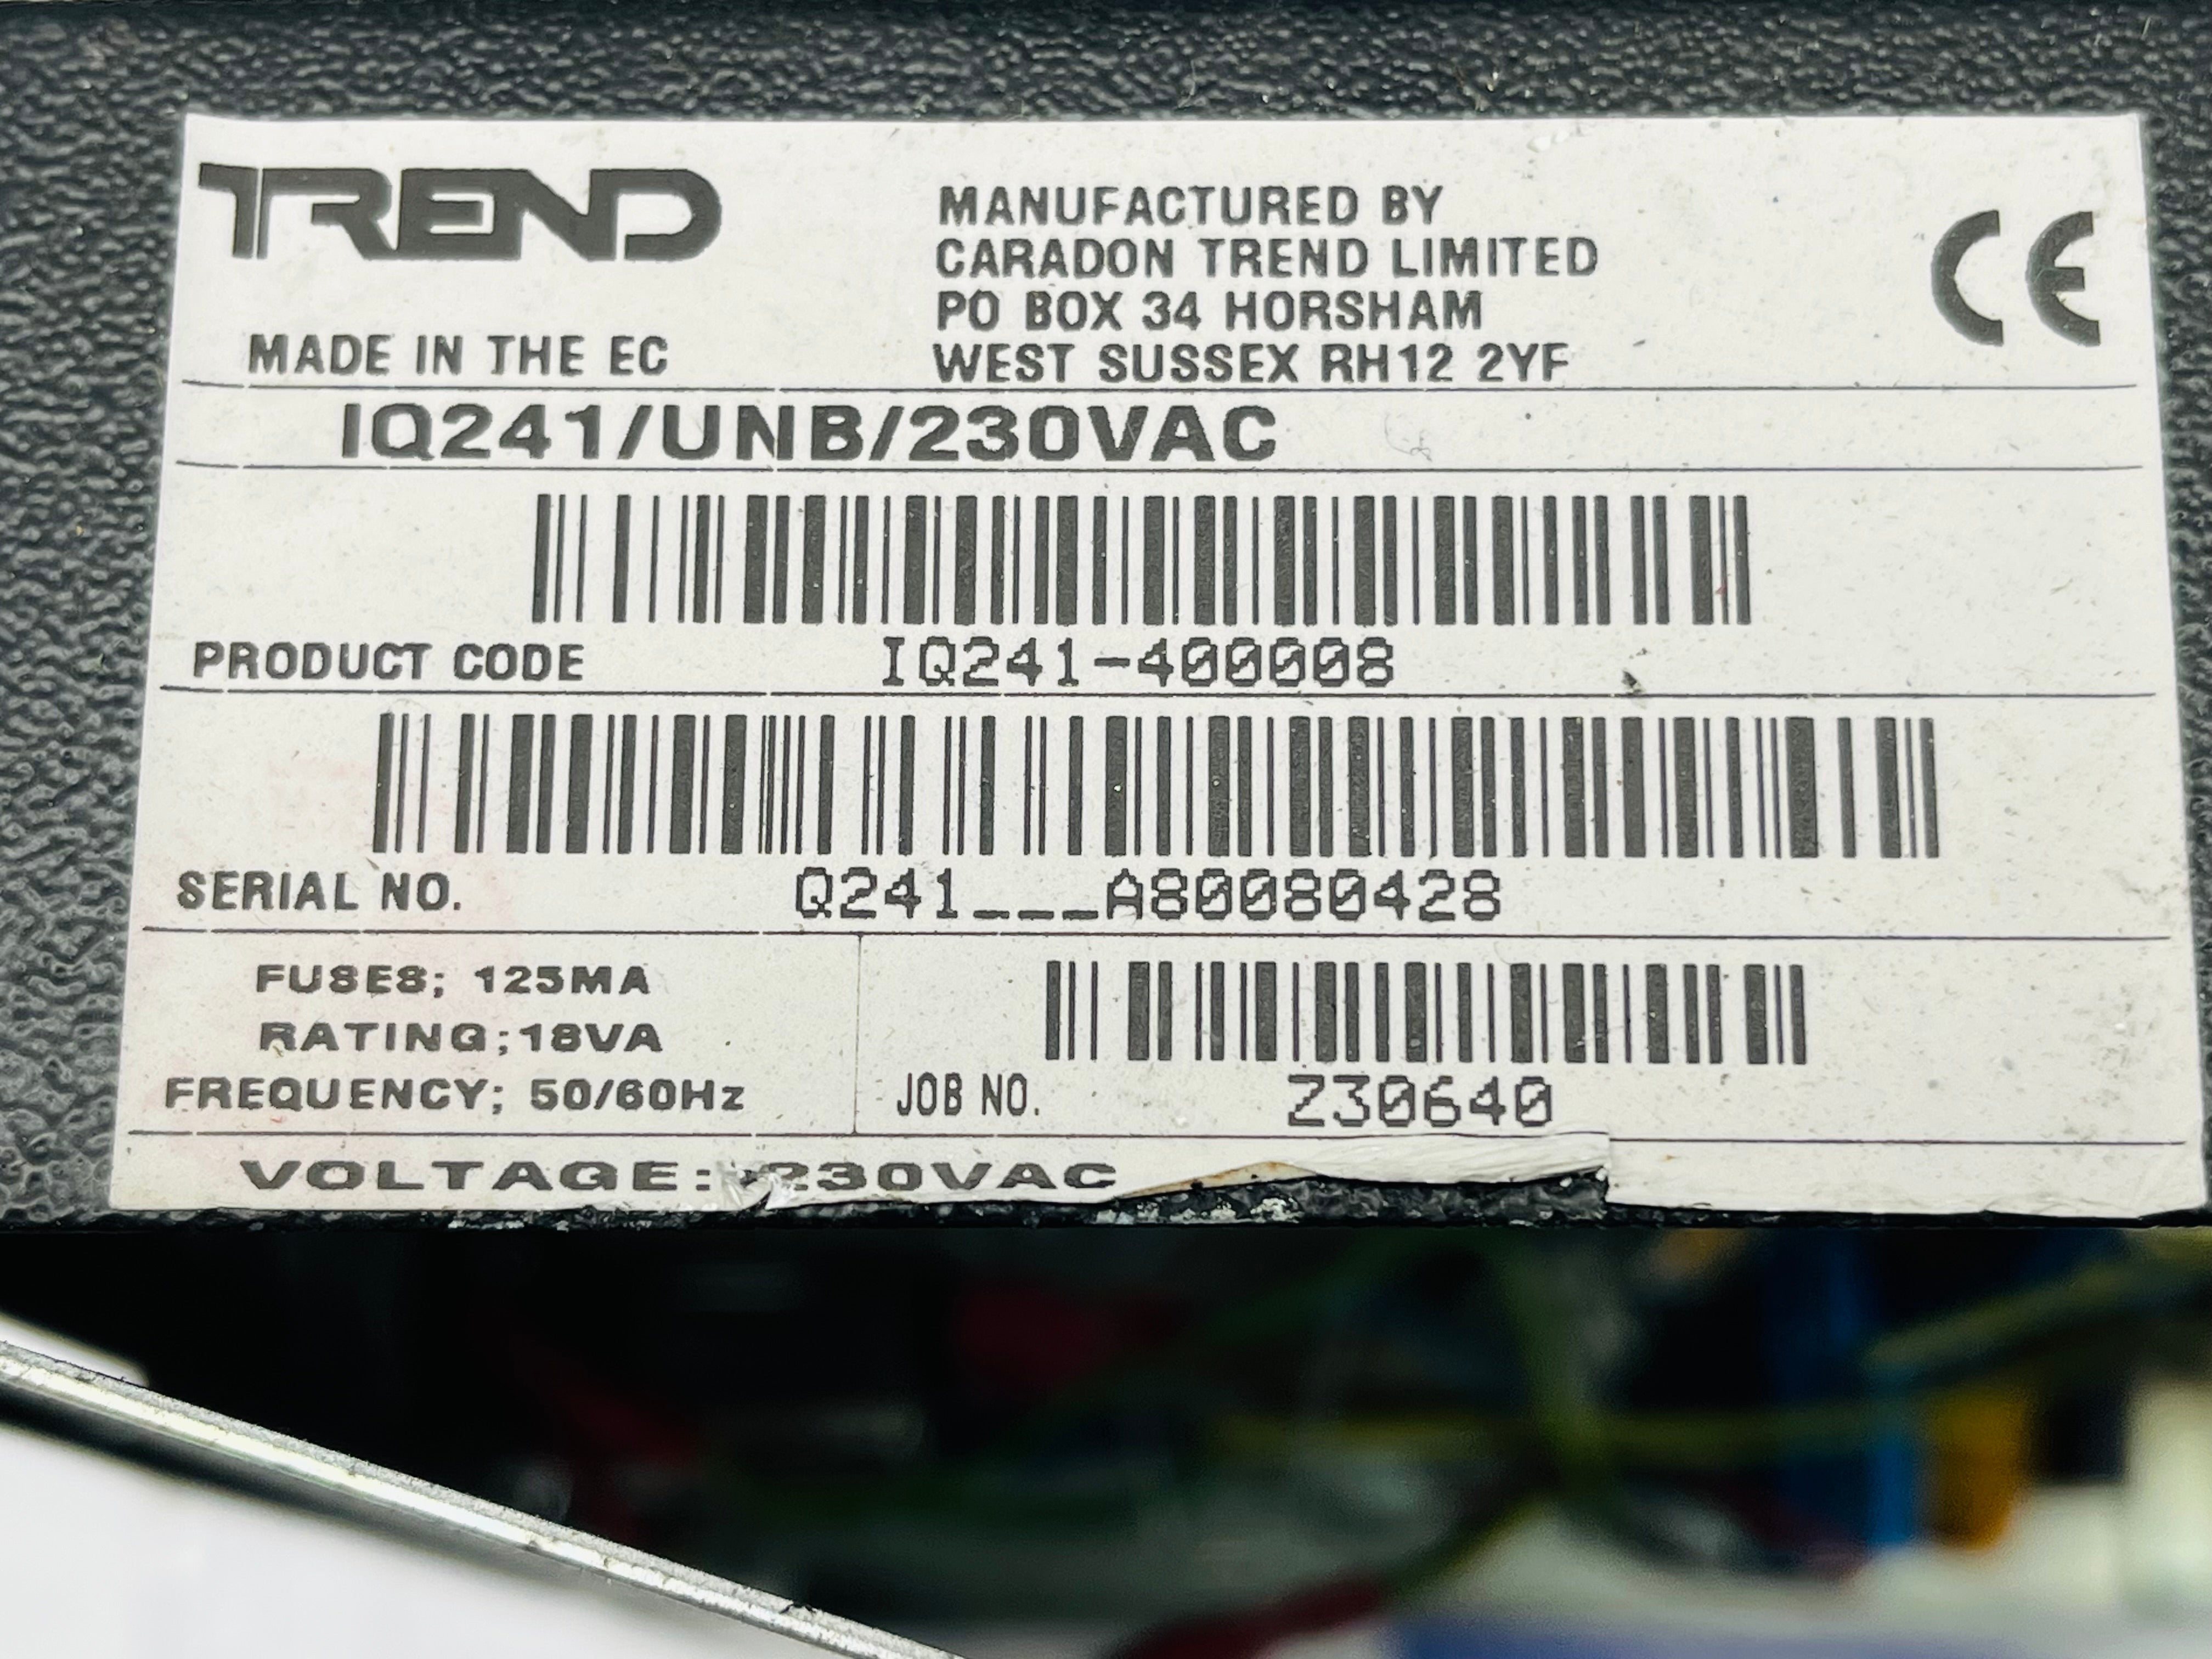 TREND
MANUFACTURED BY
CARADON TREND LIMITED
PO BOX 34 HORSHAM
WEST SUSSEX RH12 2YF
CE
MADE IN THE EC
IQ241/UNB/230VAC
PRODUCT CODE IQ241-400008
SERIAL NO. Q241___A80080428
FUSES; 125MA
RATING;18VA
FREQUENCY; 50/60Hz
JOB NO. Z30640
VOLTAGE: 230VAC